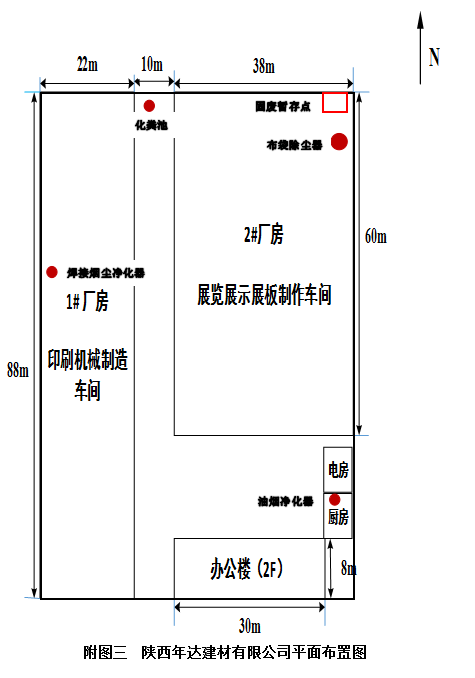 N
22m
10m
38m
固废暂存点
化粪池
布袋除尘器
2#厂房
60m
焊接烟尘净化器
展览展示展板制作车间
1#厂房
印刷机械制造
车间
88m
电房
油烟净化器
厨房
办公楼（2F）
8m
30m
附图三 陕西年达建材有限公司平面布置图